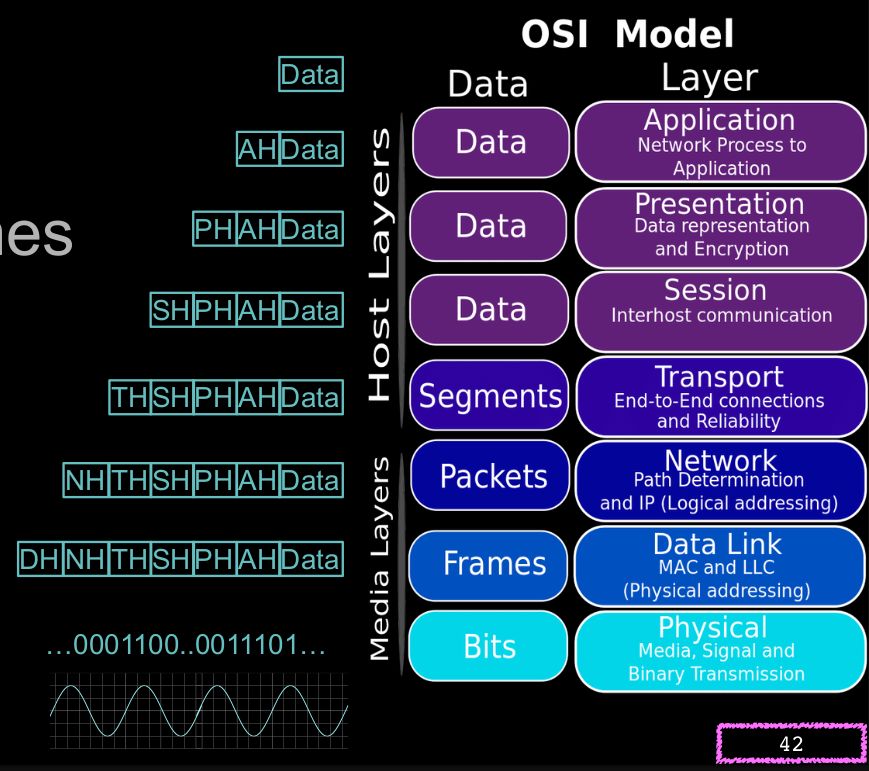 OSI Model
Data Layer
Data
AH Data
PH AH Data
SH PH AH Data
TH SH PH AH Data
NH TH SH PH AH Data
DH NH TH SH PH AH Data
...0001100..0011101...
nes
Host Layers
Media Layers
Data
Application
Network Process to
Application
Data
Presentation
Data representation
and Encryption
Data
Session
Interhost communication
Segments
Transport
End-to-End connections
and Reliability
Packets
Network
Path Determination
and IP (Logical addressing)
Frames
Data Link
MAC and LLC
(Physical addressing)
Bits
Physical
Media, Signal and
Binary Transmission
42